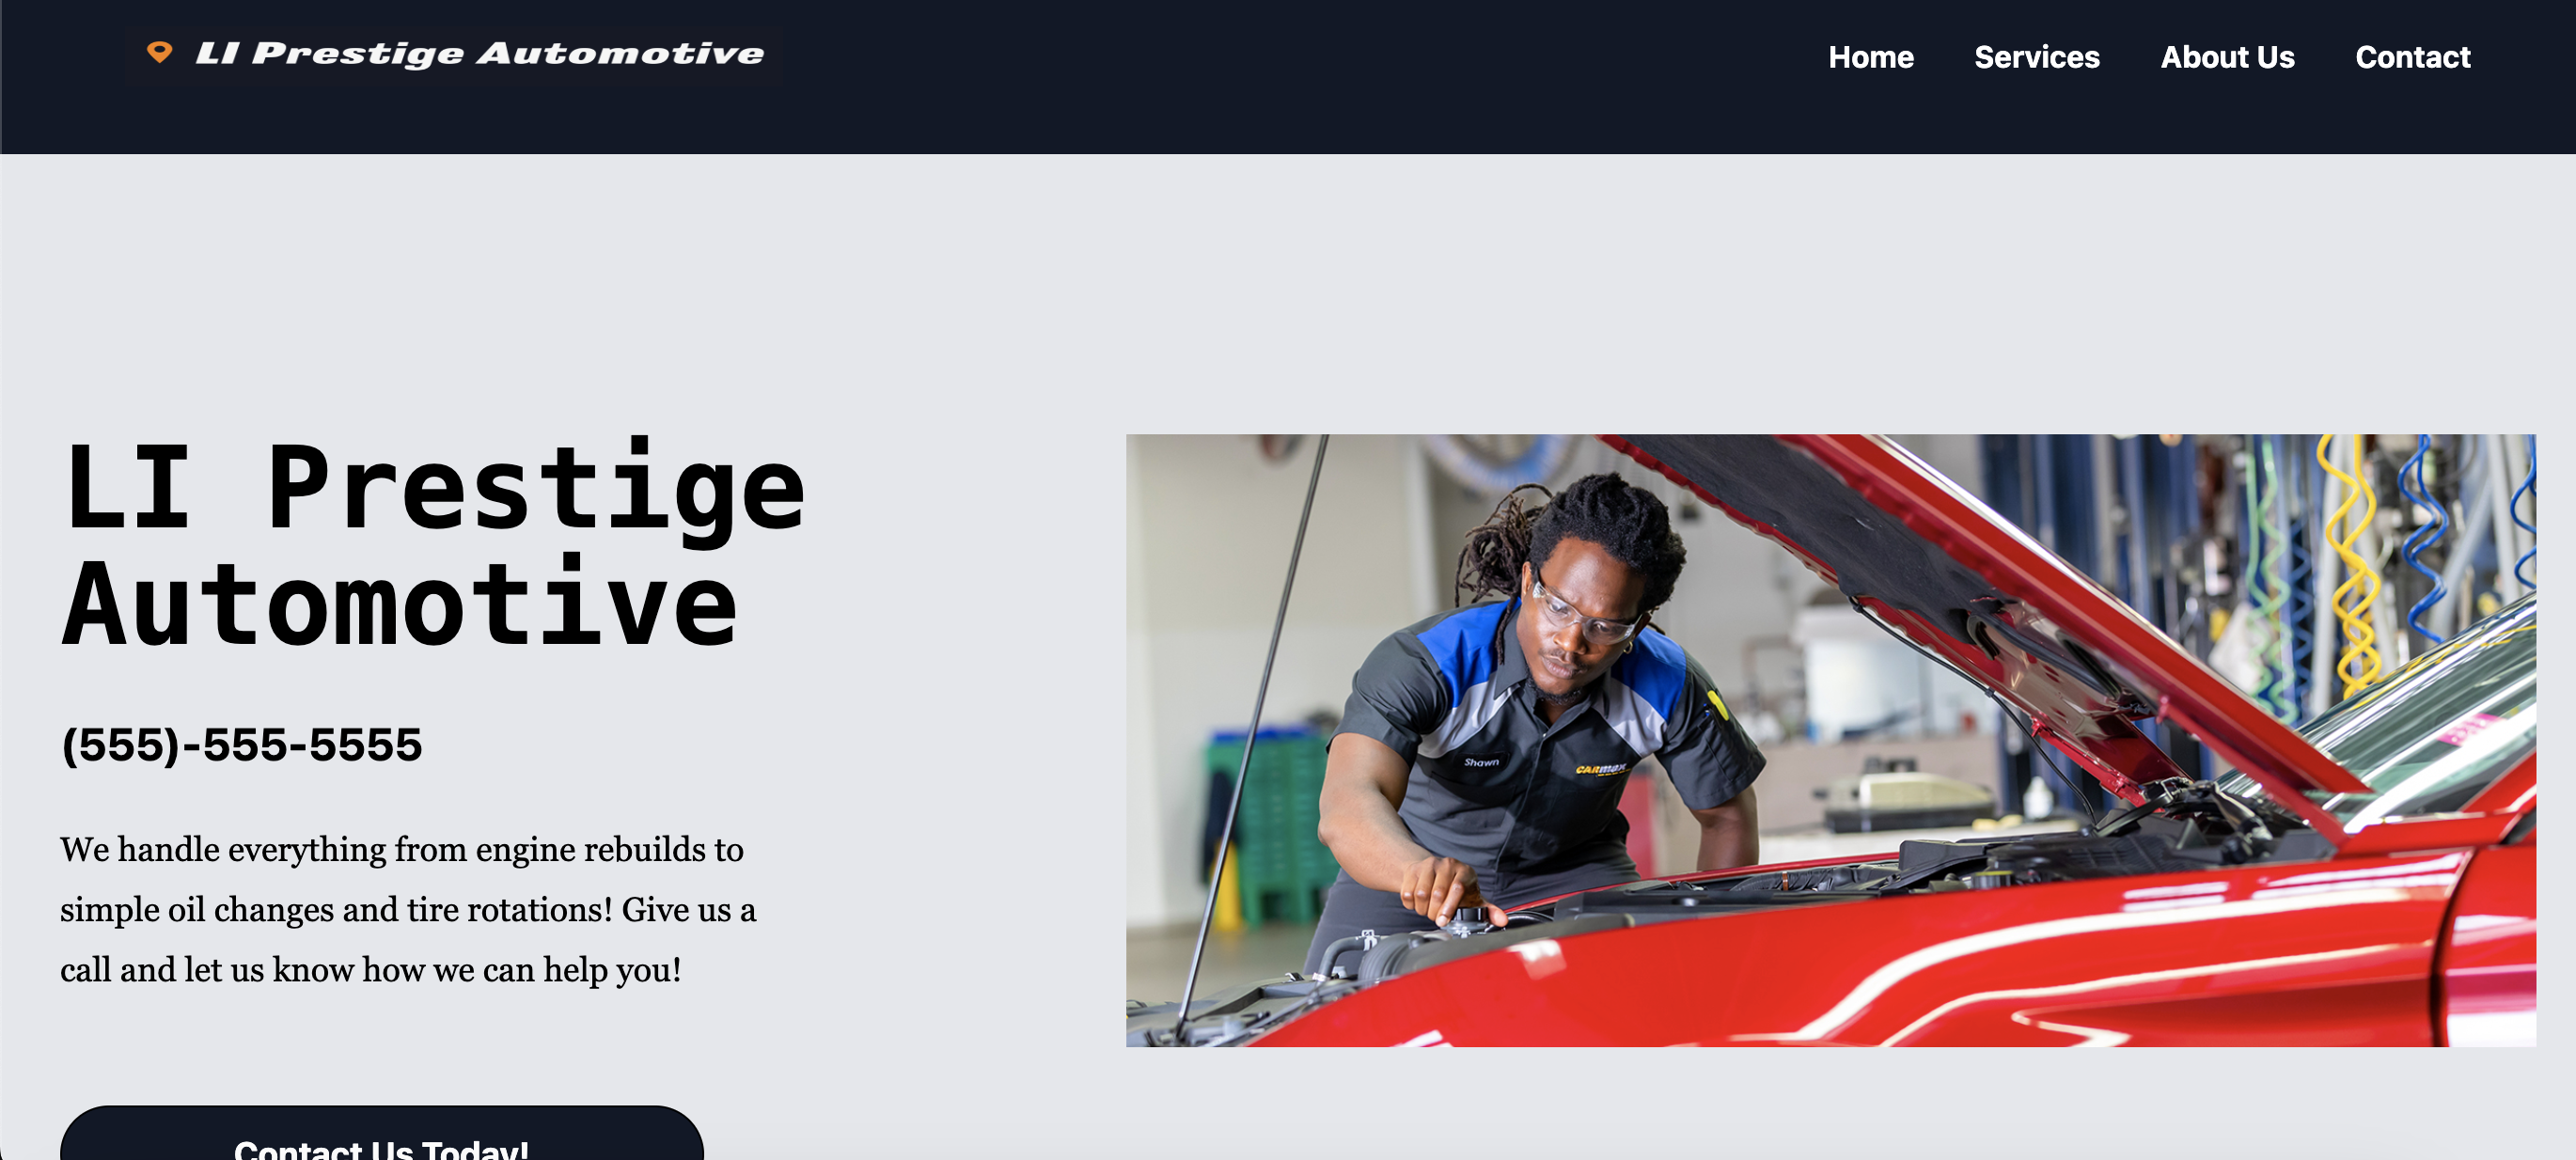 LI Prestige Automotive
Home Services About Us Contact
LI Prestige
Automotive
(555)-555-5555
We handle everything from engine rebuilds to
simple oil changes and tire rotations! Give us a
call and let us know how we can help you!
Shawn
CARMAX
Contact Us Today!